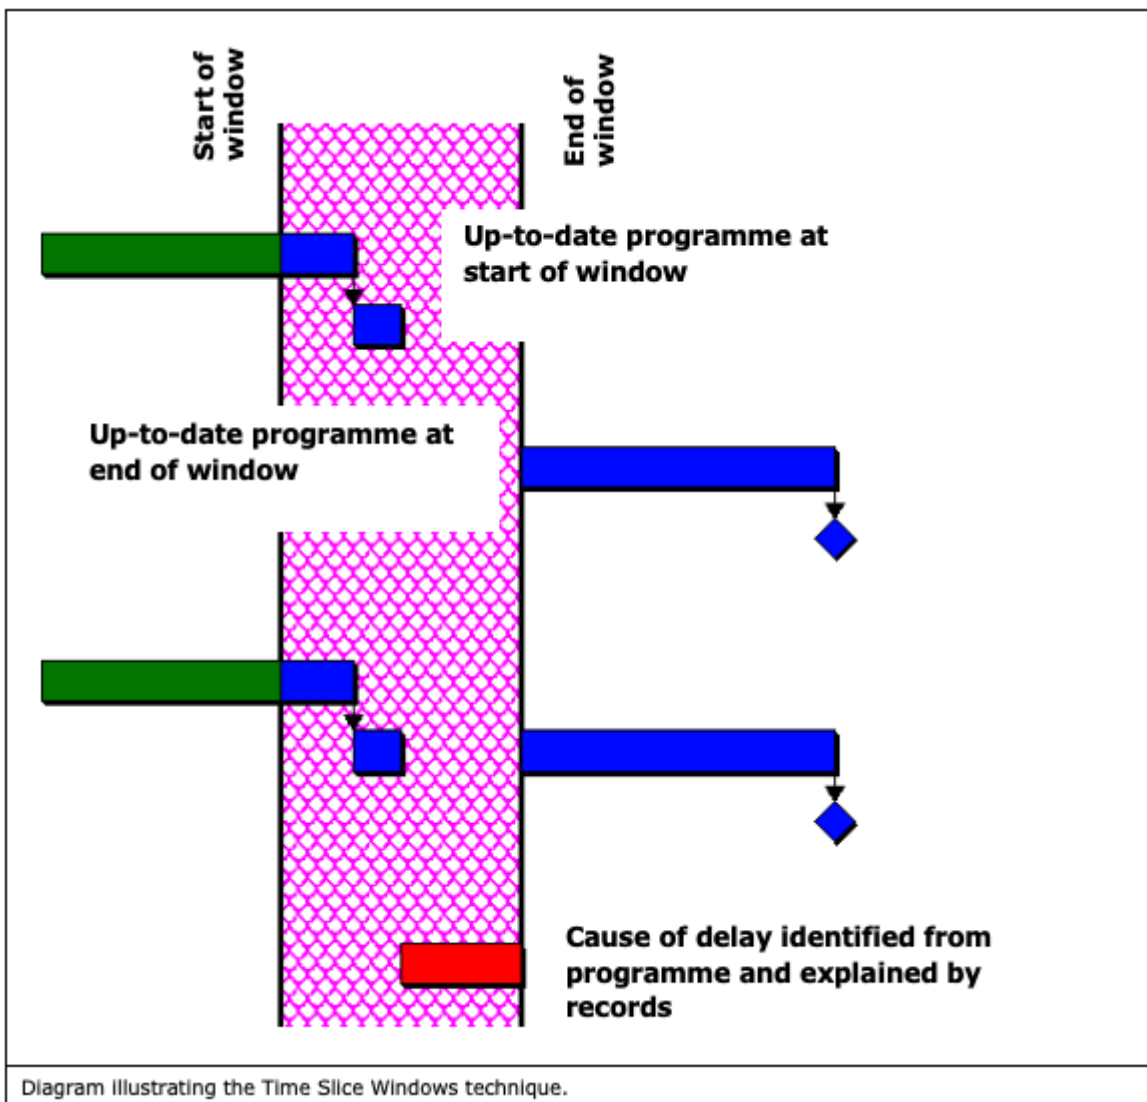 Start of
window
End of
window
Up-to-date programme at
start of window
Up-to-date programme at
end of window
Cause of delay identified from
programme and explained by
records
Diagram illustrating the Time Slice Windows technique.